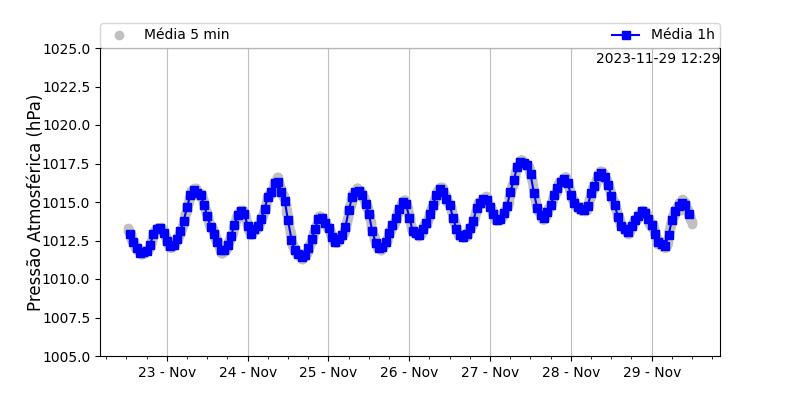 Média 5 min
Média 1h
2023-11-29 12:29
Pressão Atmosférica (hPa)
1025.0
1022.5
1020.0
1017.5
1015.0
1012.5
1010.0
1007.5
1005.0
23 - Nov
24 - Nov
25 - Nov
26 - Nov
27 - Nov
28 - Nov
29 - Nov